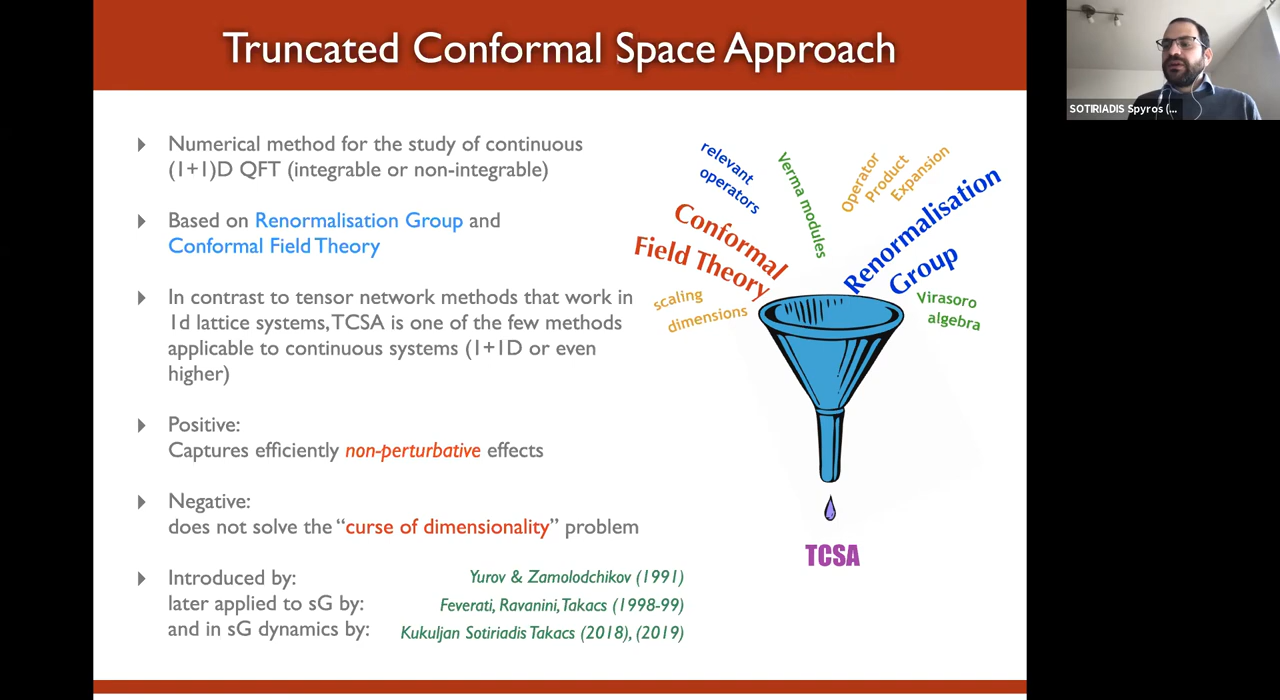 Truncated Conformal Space Approach
Numerical method for the study of continuous
(1+1)D QFT (integrable or non-integrable)
Based on Renormalisation Group and
Conformal Field Theory
In contrast to tensor network methods that work in
1d lattice systems, TCSA is one of the few methods
applicable to continuous systems (1+1D or even
higher)
Positive:
Captures efficiently non-perturbative effects
Negative:
does not solve the “curse of dimensionality” problem
Introduced by:
Yurov & Zamolodchikov (1991)
later applied to sG by:
Feverati, Ravanini, Takacs (1998-99)
and in sG dynamics by:
Kukuljan Sotiriadis Takacs (2018), (2019)
relevant
operators
Verma modules
Operator
Product
Expansion
Conformal
Field Theory
Renormalisation
Group
scaling
dimensions
Virasoro
algebra
TCSA
SOTIRIADIS Spyros (...